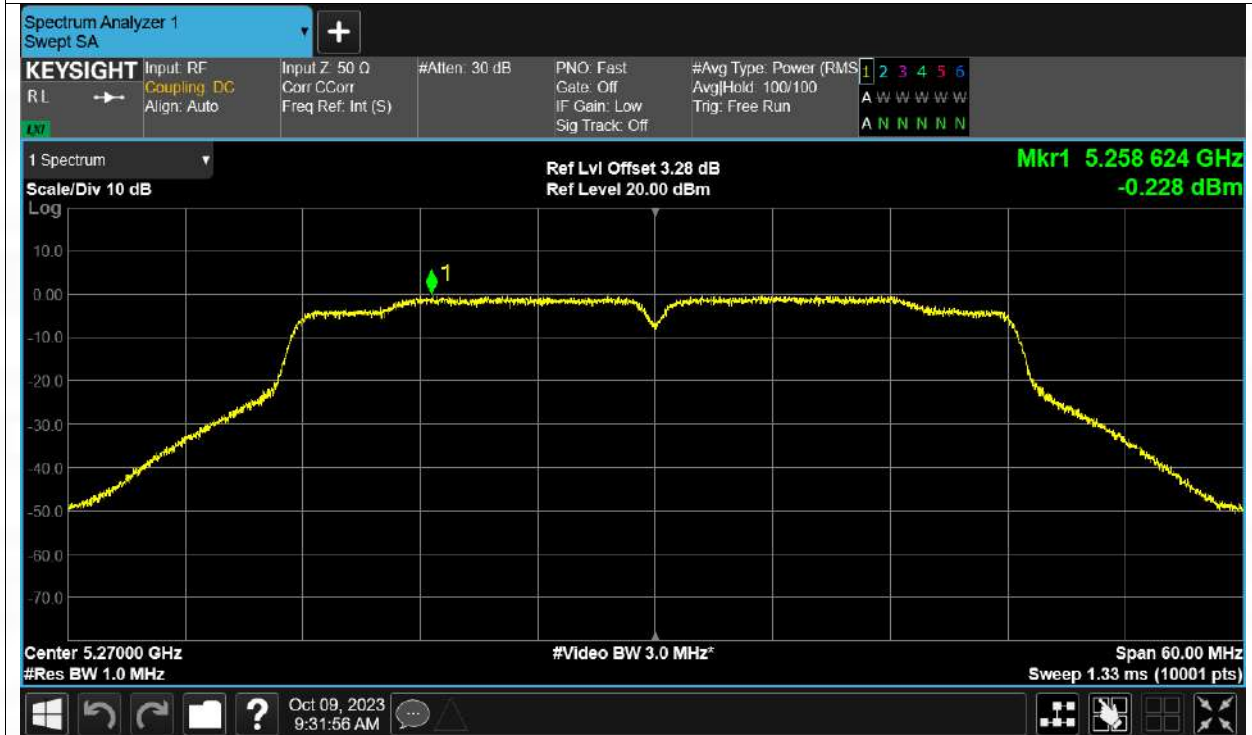 Spectrum Analyzer 1
Swept SA
KEYSIGHT
RL
LXI
Input: RF
Coupling: DC
Align: Auto
Input Z: 50 Ω
Corr CCorr
Freq Ref: Int (S)
#Atten: 30 dB
PNO: Fast
Gate: Off
IF Gain: Low
Sig Track: Off
#Avg Type: Power (RMS
Avg|Hold: 100/100
Trig: Free Run
1 2 3 4 5 6
A W W W W W
A N N N N N
1 Spectrum
Scale/Div 10 dB
Log
Ref Lvl Offset 3.28 dB
Ref Level 20.00 dBm
Mkr1 5.258 624 GHz
-0.228 dBm
1
10.0
0.00
-10.0
-20.0
-30.0
-40.0
-50.0
-60.0
-70.0
Center 5.27000 GHz
#Res BW 1.0 MHz
#Video BW 3.0 MHz*
Span 60.00 MHz
Sweep 1.33 ms (10001 pts)
?
Oct 09, 2023
9:31:56 AM